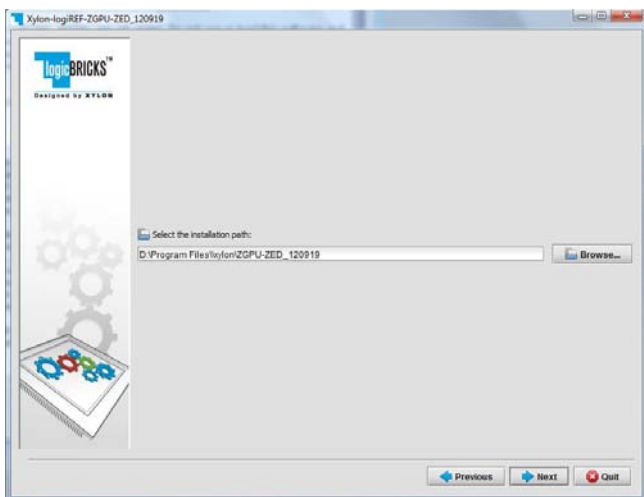 Xylon-logiREF-ZGPU-ZED_120919
logicBRICKS™
Designed by XYLON
Select the installation path:
D:\Program Files\xylon\ZGPU-ZED_120919
Browse...
Previous
Next
Quit